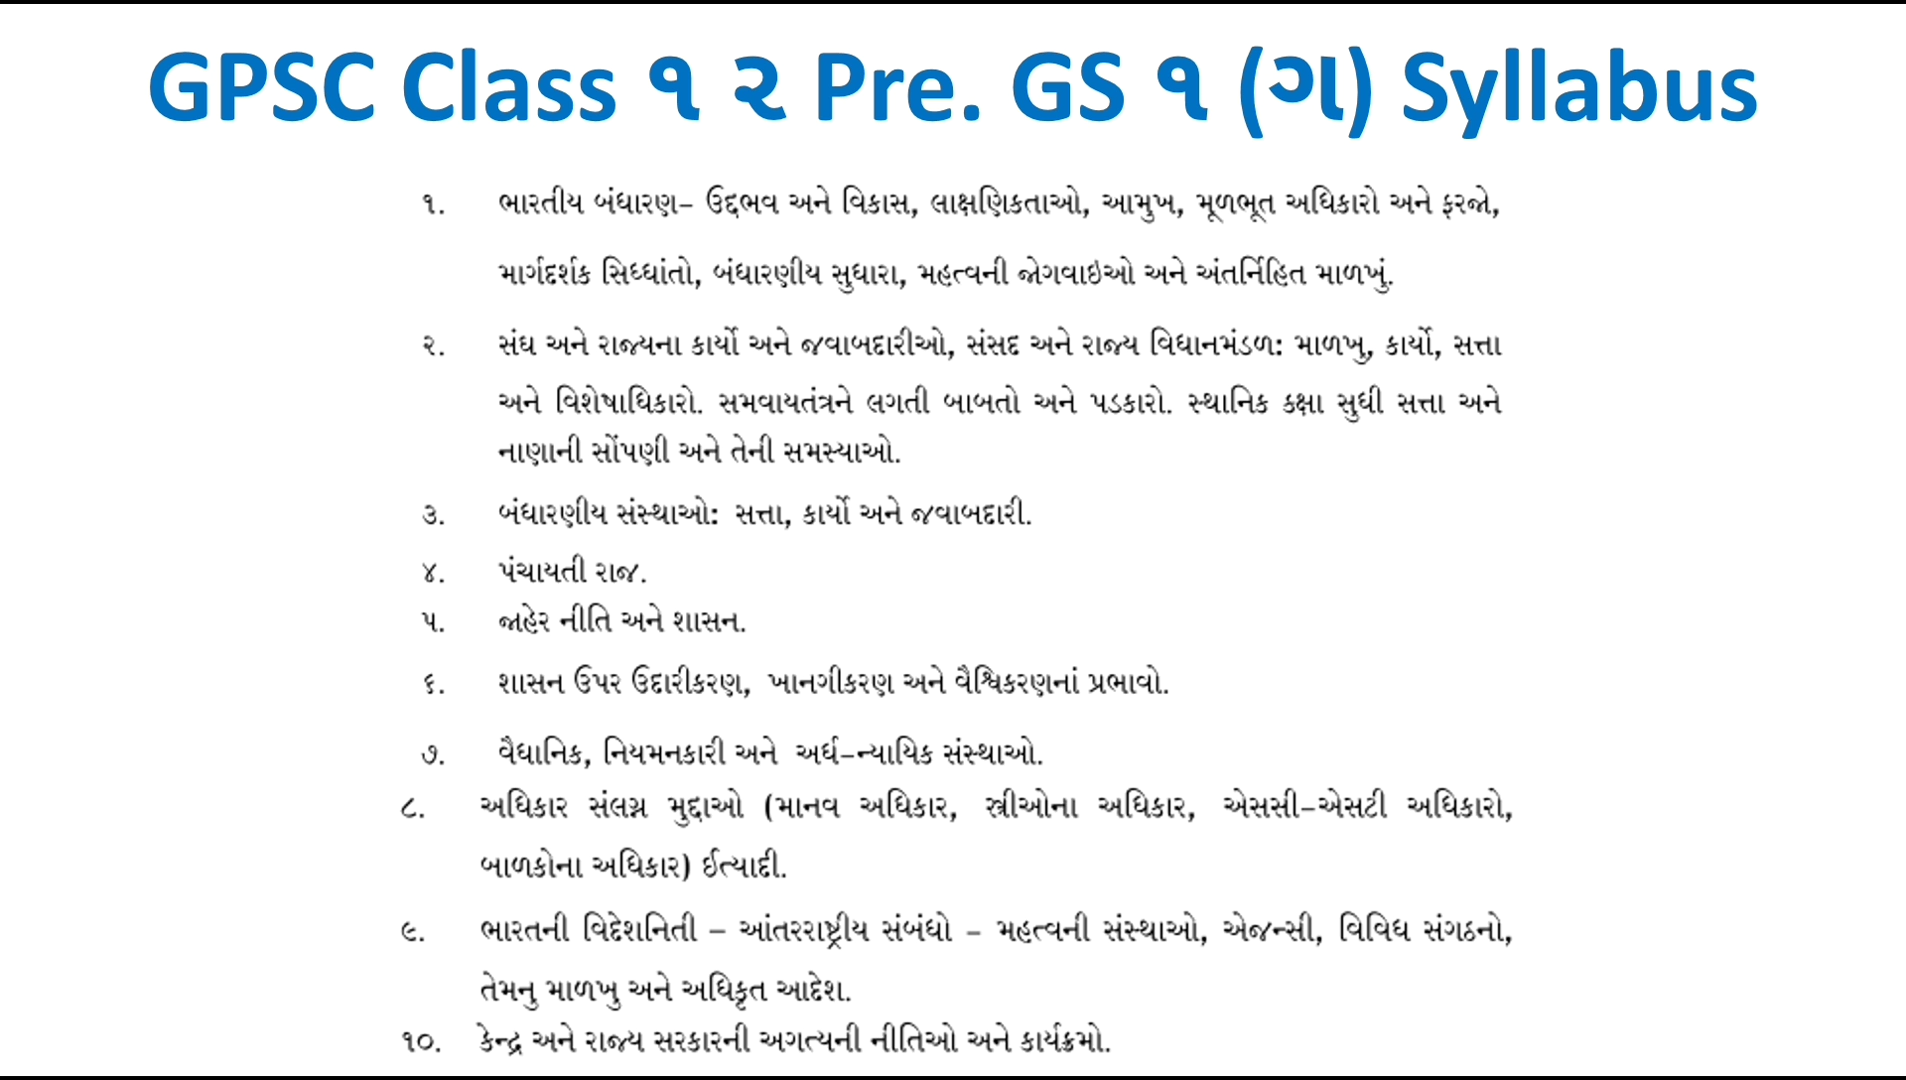 GPSC Class ૧ ૨ Pre. GS ૧ (ગ) Syllabus
૧. ભારતીય બંધારણ– ઉદ્દભવ અને વિકાસ, લાક્ષણિકતાઓ, આમુખ, મૂળભૂત અધિકારો અને ફરજો,
માર્ગદર્શક સિધ્ધાંતો, બંધારણીય સુધારા, મહત્વની જોગવાઇઓ અને અંતર્નિહિત માળખું.
૨. સંઘ અને રાજ્યના કાર્યો અને જવાબદારીઓ, સંસદ અને રાજ્ય વિધાનમંડળ: માળખુ, કાર્યો, સત્તા
અને વિશેષાધિકારો. સમવાયતંત્રને લગતી બાબતો અને પડકારો. સ્થાનિક કક્ષા સુધી સત્તા અને
નાણાની સોંપણી અને તેની સમસ્યાઓ.
૩. બંધારણીય સંસ્થાઓ: સત્તા, કાર્યો અને જવાબદારી.
૪. પંચાયતી રાજ.
૫. જાહેર નીતિ અને શાસન.
૬. શાસન ઉપર ઉદારીકરણ, ખાનગીકરણ અને વૈશ્વિકરણનાં પ્રભાવો.
૭. વૈધાનિક, નિયમનકારી અને અર્ધ–ન્યાયિક સંસ્થાઓ.
૮. અધિકાર સંલગ્ન મુદ્દાઓ (માનવ અધિકાર, સ્ત્રીઓના અધિકાર, એસસી–એસટી અધિકારો,
બાળકોના અધિકાર) ઈત્યાદી.
૯. ભારતની વિદેશનિતી – આંતરરાષ્ટ્રીય સંબંધો – મહત્વની સંસ્થાઓ, એજન્સી, વિવિધ સંગઠનો,
તેમનુ માળખુ અને અધિકૃત આદેશ.
૧૦. કેન્દ્ર અને રાજ્ય સરકારની અગત્યની નીતિઓ અને કાર્યક્રમો.